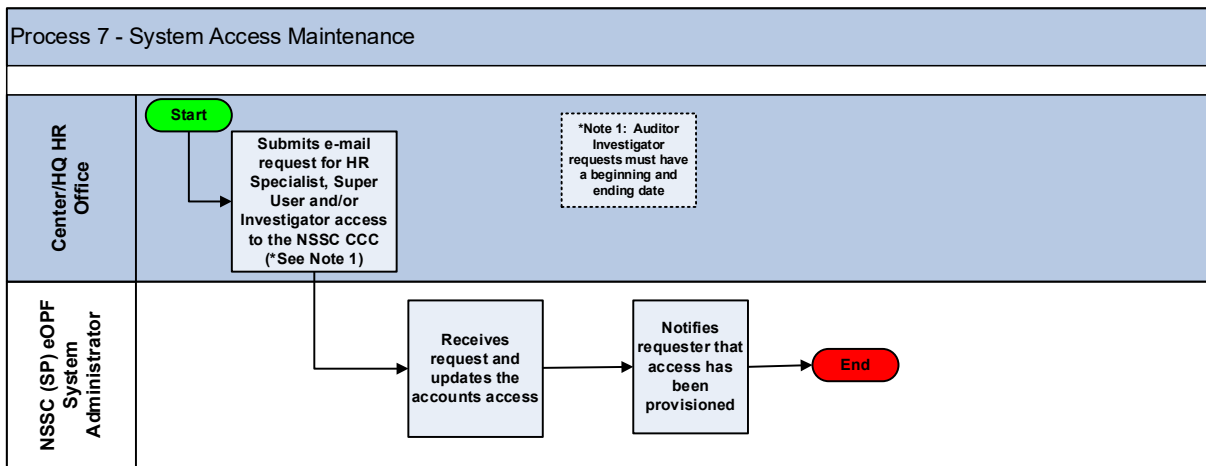 Process 7 - System Access Maintenance
Center/HQ HR
Office
Start
Submits e-mail
request for HR
Specialist, Super
User and/or
Investigator access
to the NSSC CCC
(*See Note 1)
*Note 1:  Auditor
Investigator
requests must have
a beginning and
ending date
NSSC (SP) eOPF
System
Administrator
Receives
request and
updates the
accounts access
Notifies
requester that
access has
been
provisioned
End